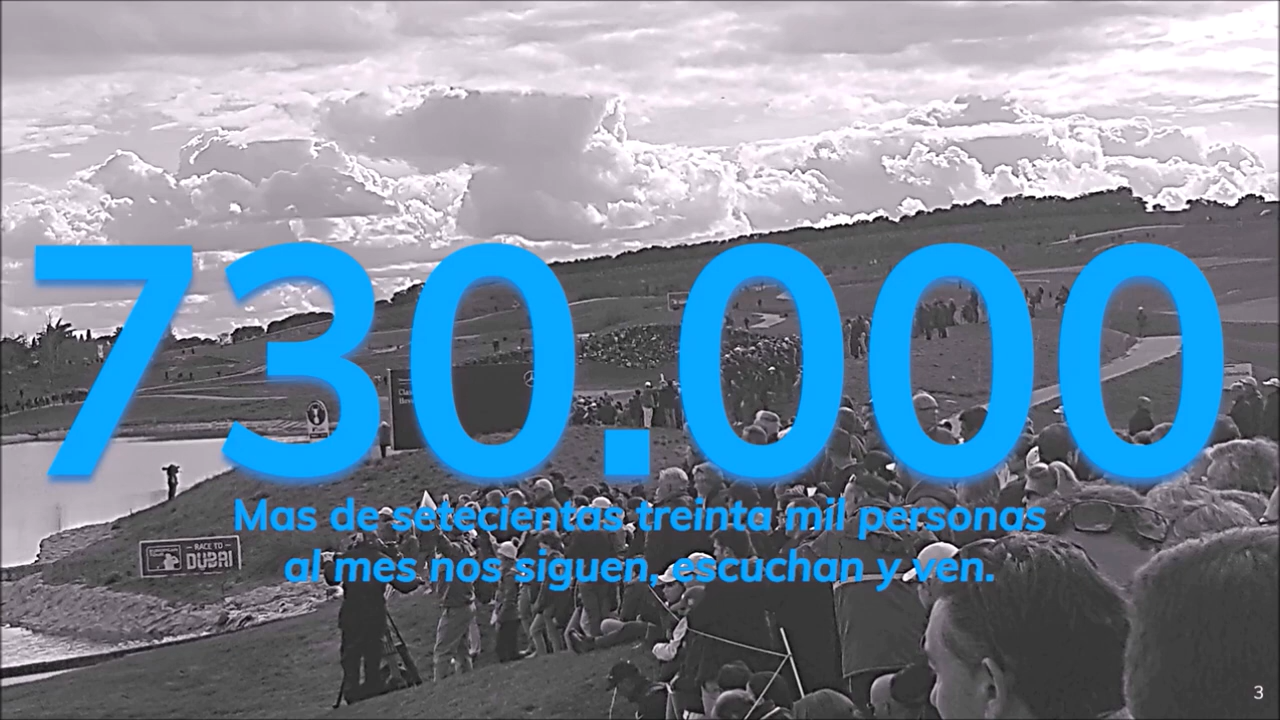 730.000
Mas de setecientas treinta mil personas
al mes nos siguen, escuchan y ven.
RACE TO
DUBAI
3